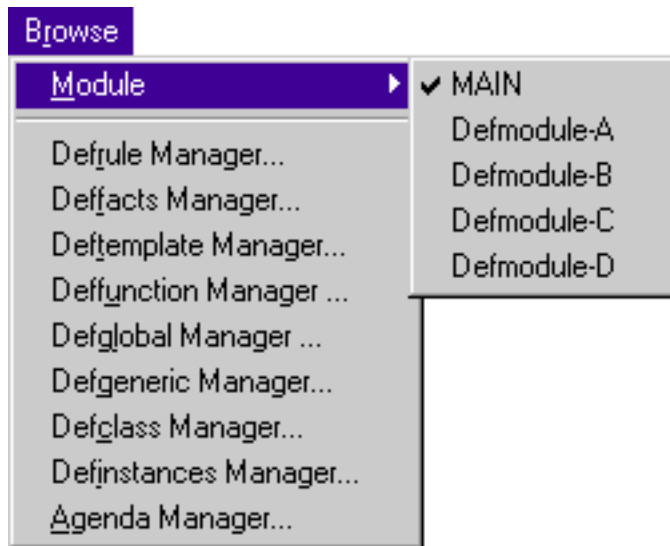 Browse
Module
MAIN
Defmodule-A
Defmodule-B
Defmodule-C
Defmodule-D
Defrule Manager...
Deffacts Manager...
Deftemplate Manager...
Deffunction Manager ...
Defglobal Manager ...
Defgeneric Manager...
Defclass Manager...
Definstances Manager...
Agenda Manager...